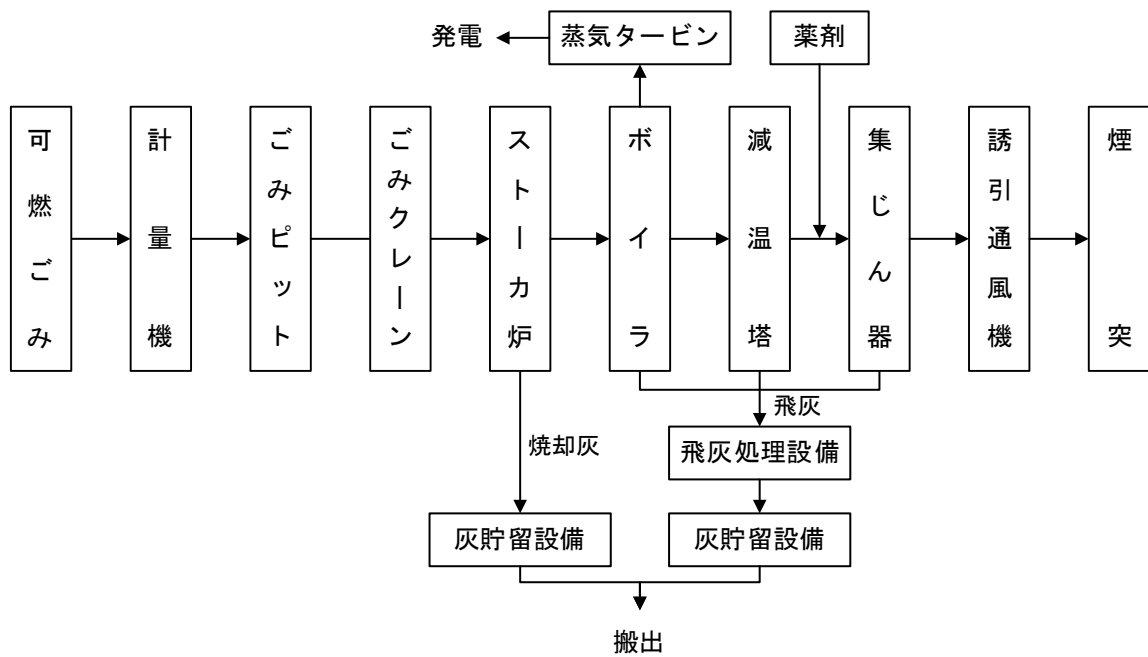 発電
蒸気タービン
薬剤
可燃ごみ
計量機
ごみピット
ごみクレーン
ストーカ炉
ボイラ
減温塔
集じん器
誘引通風機
煙突
飛灰
焼却灰
飛灰処理設備
灰貯留設備
灰貯留設備
搬出